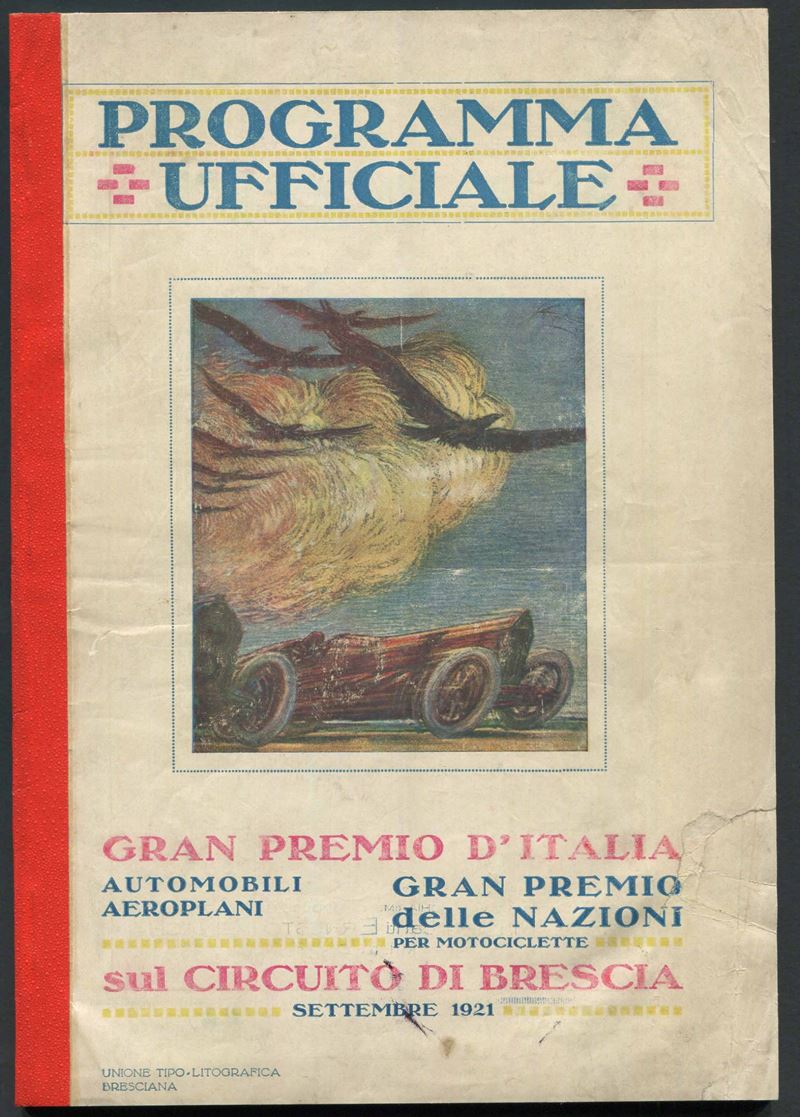 PROGRAMMA
UFFICIALE
GRAN PREMIO D'ITALIA
AUTOMOBILI
AEROPLANI
GRAN PREMIO
delle NAZIONI
PER MOTOCICLETTE
sul CIRCUITO DI BRESCIA
SETTEMBRE 1921
UNIONE TIPO-LITOGRAFICA
BRESCIANA